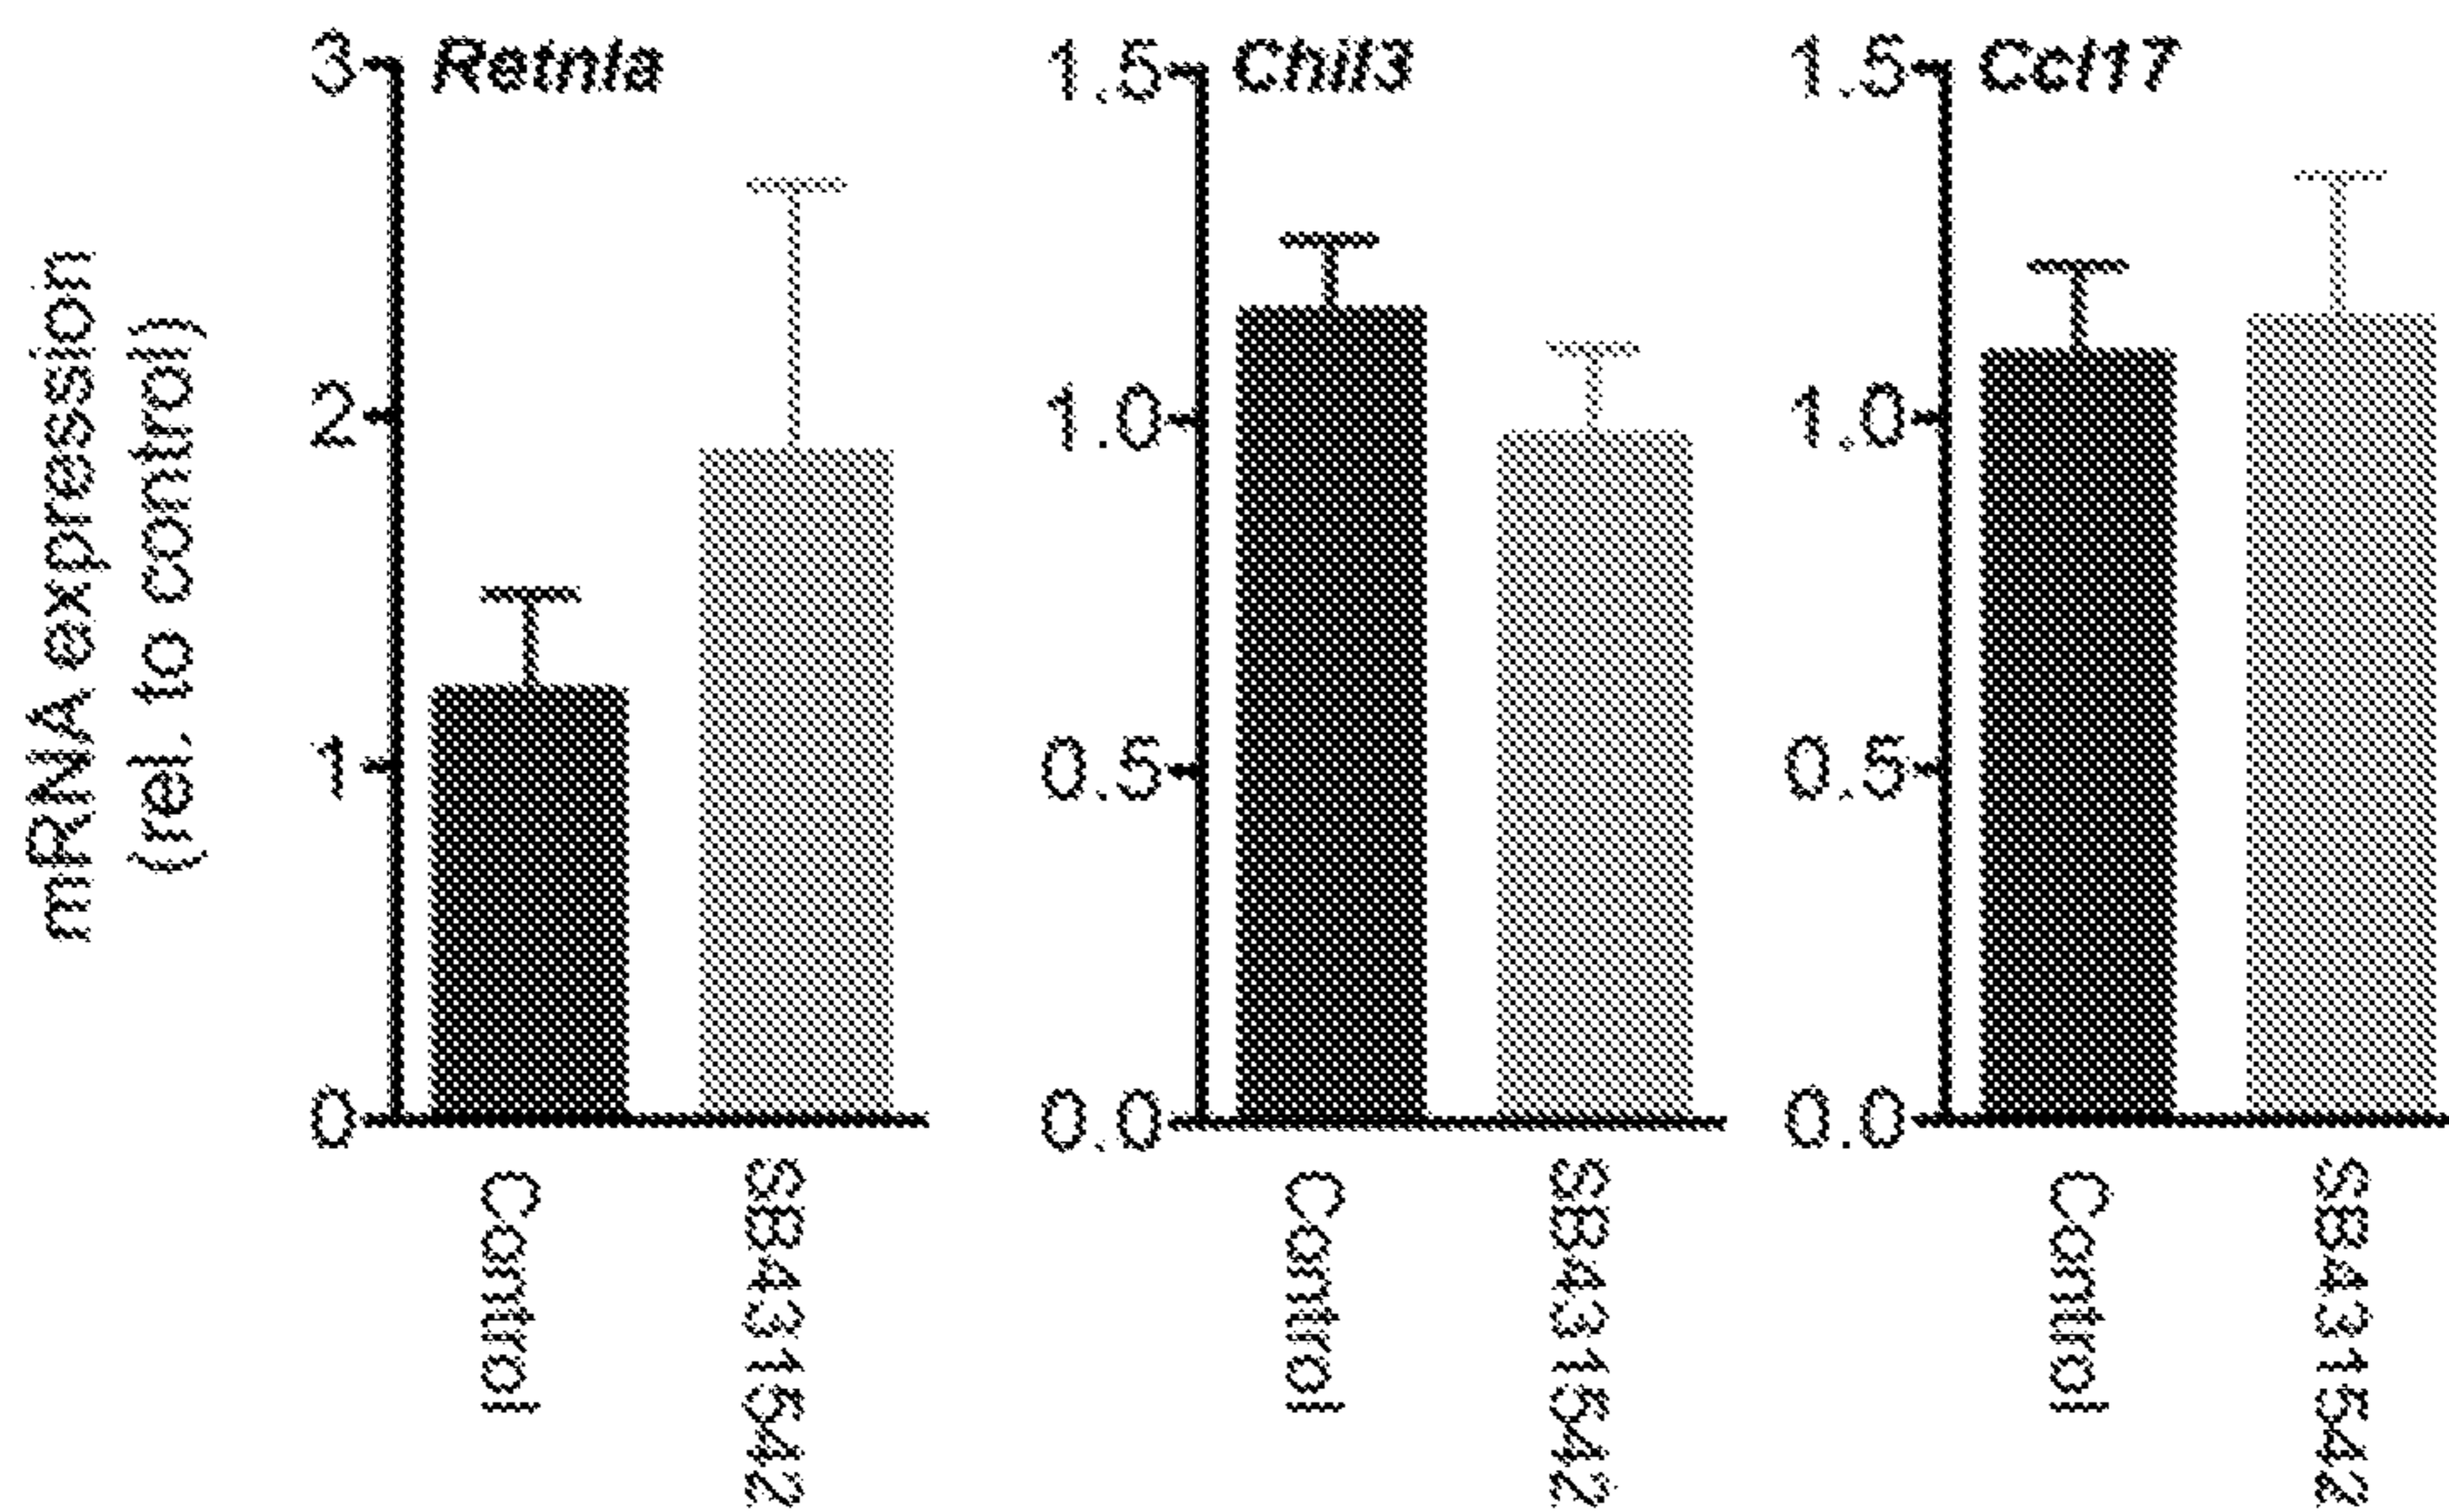 mRNA expression
(rel. to control)
Retnla
3
2
1
0
Control
SB431542
Chil3
1.5
1.0
0.5
0.0
Control
SB431542
Ccl17
1.5
1.0
0.5
0.0
Control
SB431542